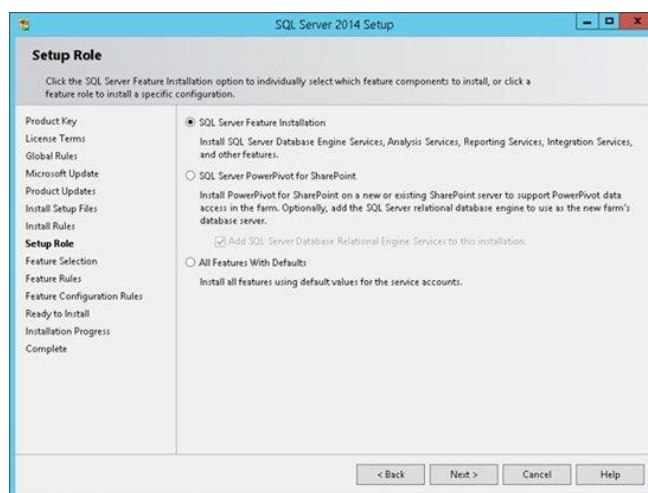 SQL Server 2014 Setup
Setup Role
Click the SQL Server Feature Installation option to individually select which feature components to install, or click a
feature role to install a specific configuration.
Product Key
License Terms
Global Rules
Microsoft Update
Product Updates
Install Setup Files
Install Rules
Setup Role
Feature Selection
Feature Rules
Feature Configuration Rules
Ready to Install
Installation Progress
Complete
SQL Server Feature Installation
Install SQL Server Database Engine Services, Analysis Services, Reporting Services, Integration Services,
and other features.
SQL Server PowerPivot for SharePoint
Install PowerPivot for SharePoint on a new or existing SharePoint server to support PowerPivot data
access in the farm. Optionally, add the SQL Server relational database engine to use as the new farm's
database server.
Add SQL Server Database Relational Engine Services to this installation.
All Features With Defaults
Install all features using default values for the service accounts.
< Back
Next >
Cancel
Help